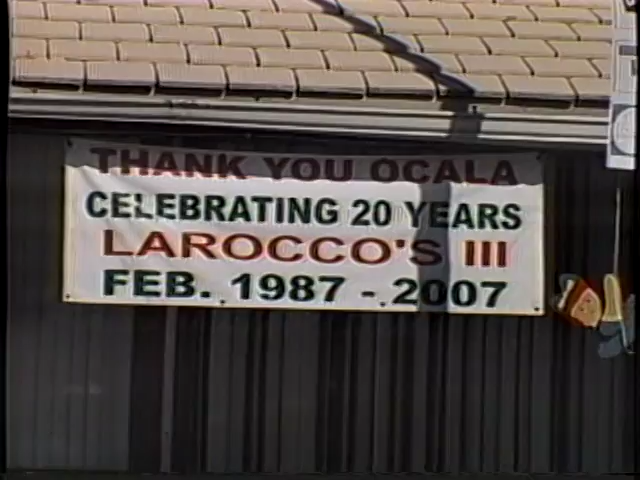 THANK YOU OCALA
CELEBRATING 20 YEARS
LAROCCO'S III
FEB. 1987 - 2007